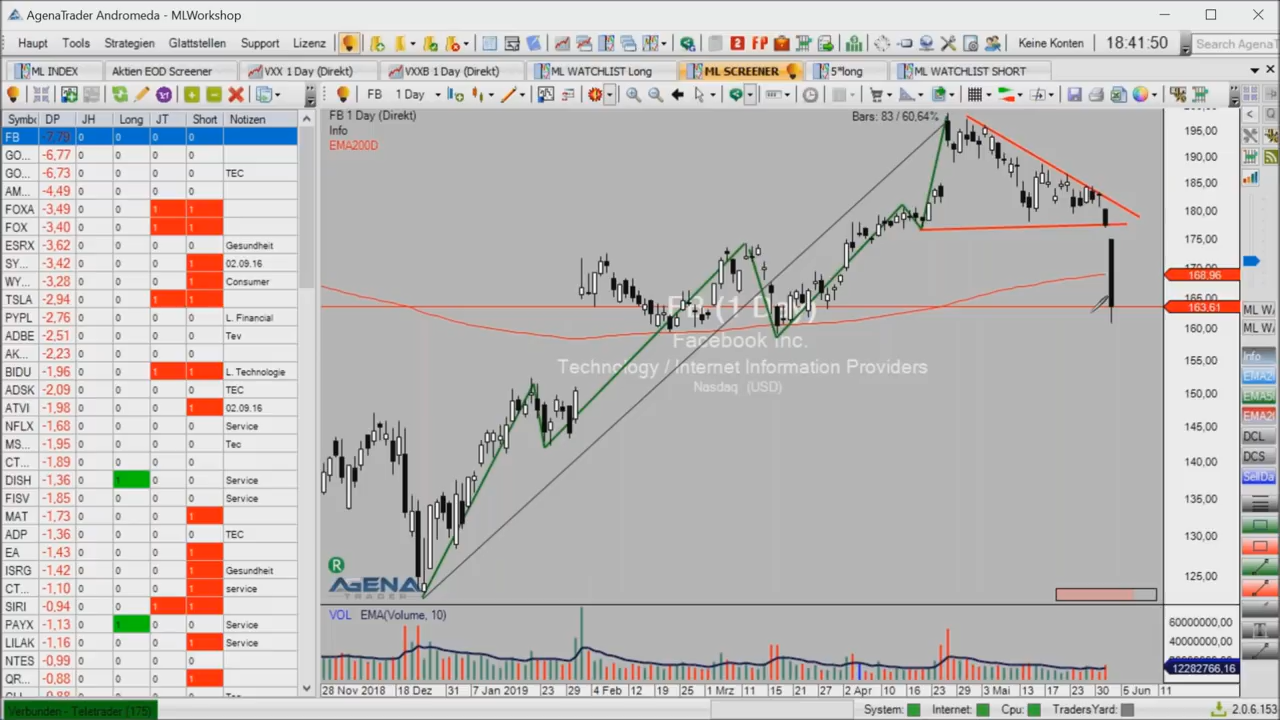 AgenaTrader Andromeda - MLWorkshop
Haupt Tools Strategien Glattstellen Support Lizenz 2 FP Keine Konten 18:41:50 Search Agena
ML INDEX Aktien EOD Screener VXX 1 Day (Direkt) VXXB 1 Day (Direkt) ML WATCHLIST Long ML SCREENER 5*long ML WATCHLIST SHORT
FB 1 Day
Symbc DP JH Long JT Short Notizen
FB -7,79 0 0 0 0
GO... -6,77 0 0 0 0
GO... -6,73 0 0 0 0 TEC
AM... -4,49 0 0 0 0
FOXA -3,49 0 0 1 1
FOX -3,40 0 0 1 1
ESRX -3,62 0 0 0 0 Gesundheit
SY... -3,42 0 0 0 1 02.09.16
WY... -3,28 0 0 0 1 Consumer
TSLA -2,94 0 0 1 1
PYPL -2,76 0 0 0 0 L. Financial
ADBE -2,51 0 0 0 0 Tev
AK... -2,23 0 0 0 0
BIDU -1,96 0 0 1 1 L. Technologie
ADSK -2,09 0 0 0 0 TEC
ATVI -1,98 0 0 0 1 02.09.16
NFLX -1,68 0 0 0 0 Service
MS... -1,95 0 0 0 0 Tec
CT... -1,89 0 0 0 0
DISH -1,36 0 1 0 0 Service
FISV -1,85 0 0 0 0 Service
MAT -1,73 0 0 0 1
ADP -1,36 0 0 0 0 TEC
EA -1,43 0 0 0 1
ISRG -1,42 0 0 0 1 Gesundheit
CT... -1,10 0 0 0 1 service
SIRI -0,94 0 0 1 1
PAYX -1,13 0 1 0 0 Service
LILAK -1,16 0 0 0 1 Service
NTES -0,99 0 0 0 0
QR... -0,88 0 0 0 1
FB 1 Day (Direkt)
Info
EMA200D
Bars: 83 / 60,64%
FB (1 Day)
Facebook Inc.
Technology / Internet Information Providers
Nasdaq (USD)
195,00
190,00
185,00
180,00
175,00
168,96
165,00
163,61
160,00
155,00
150,00
145,00
140,00
135,00
130,00
125,00
R
AGENA
TRADER
VOL EMA(Volume, 10)
60000000,00
40000000,00
12282766,16
28 Nov 2018 18 Dez 31 7 Jan 2019 23 29 4 Feb 19 25 1 Mrz 11 15 21 27 2 Apr 10 16 23 29 3 Mai 11 17 23 30 5 Jun 11
ML W
ML W
Info
EMA2
EMA5
EMA2
DCL
DCS
SellDa
T
Verbunden - Teletrader (175)
System: Internet: Cpu: TradersYard: 2.0.6.153